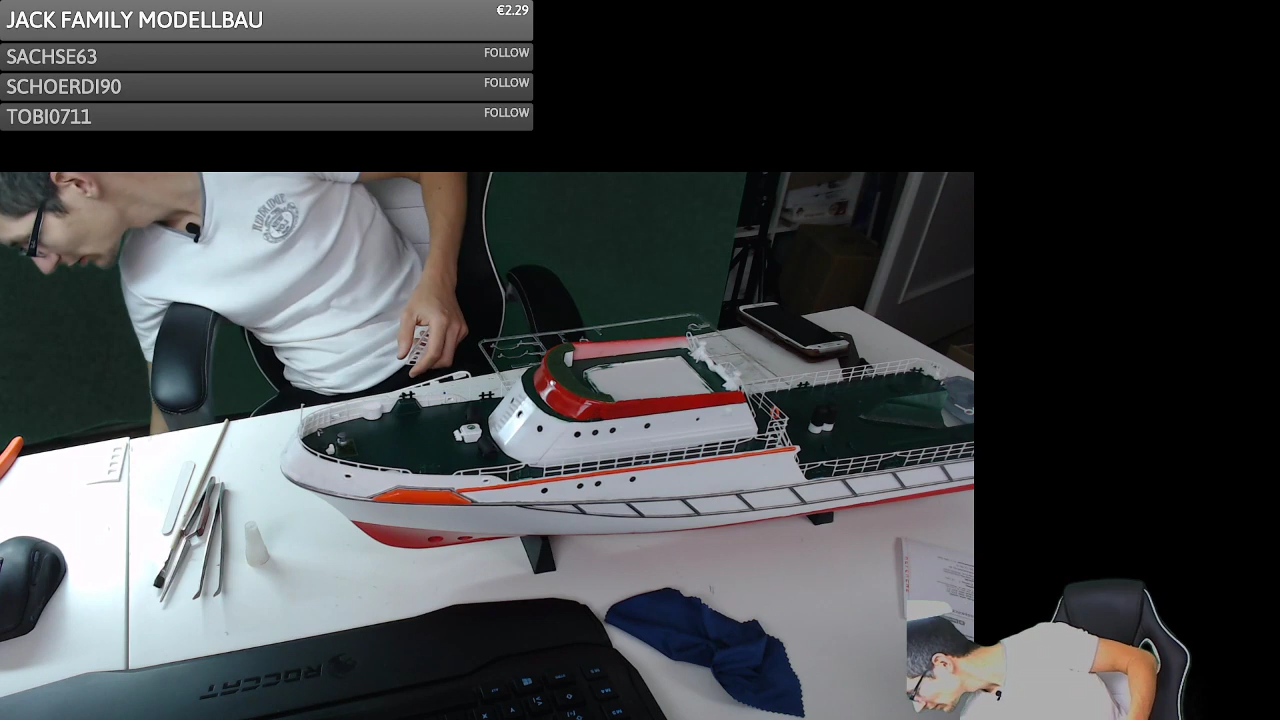 JACK FAMILY MODELLBAU €2.29
SACHSE63 FOLLOW
SCHOERDI90 FOLLOW
TOBI0711 FOLLOW
ROCCAT